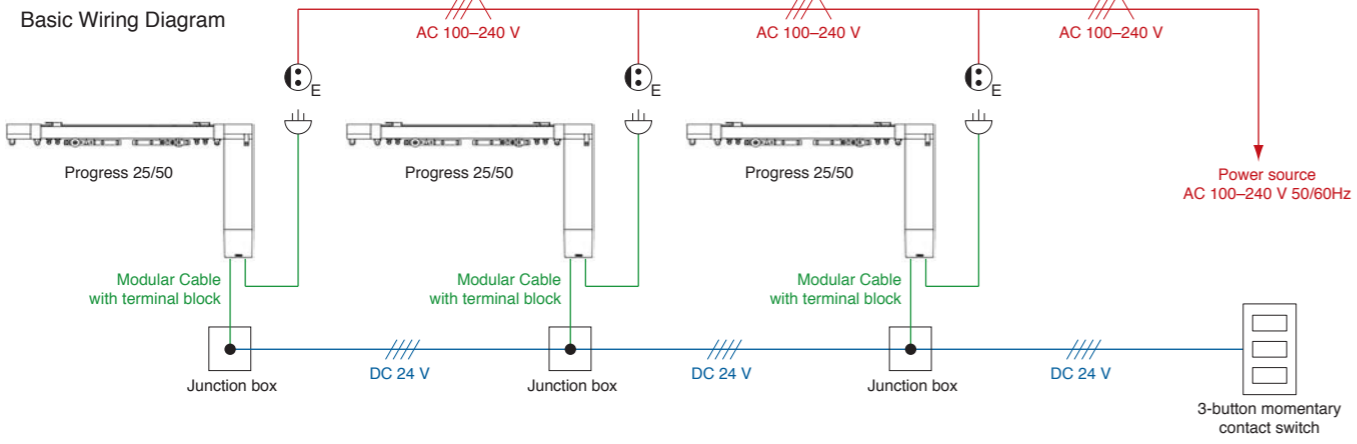 Basic Wiring Diagram
AC 100–240 V
AC 100–240 V
AC 100–240 V
E
E
E
Progress 25/50
Progress 25/50
Progress 25/50
Power source
AC 100–240 V 50/60Hz
Modular Cable
with terminal block
Modular Cable
with terminal block
Modular Cable
with terminal block
DC 24 V
DC 24 V
DC 24 V
Junction box
Junction box
Junction box
3-button momentary
contact switch